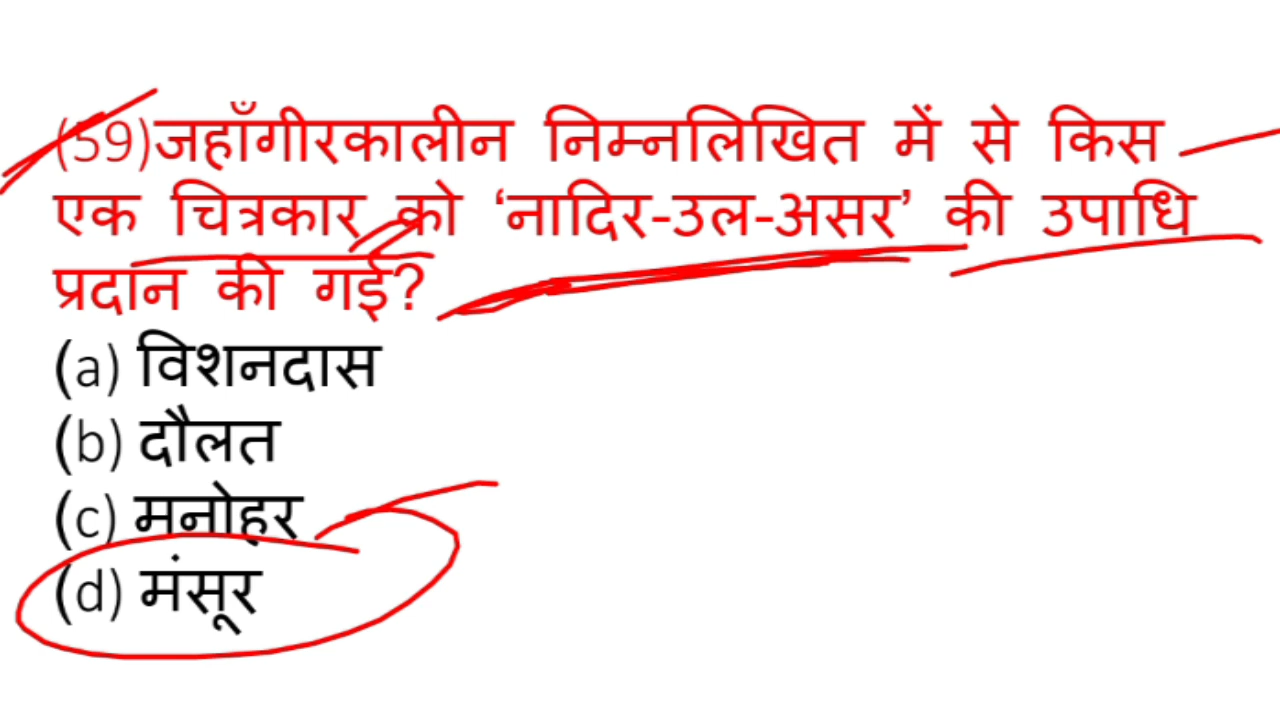 (59)जहाँगीरकालीन निम्नलिखित में से किस
एक चित्रकार को ‘नादिर-उल-असर’ की उपाधि
प्रदान की गई?
(a) विशनदास
(b) दौलत
(c) मनोहर
(d) मंसूर